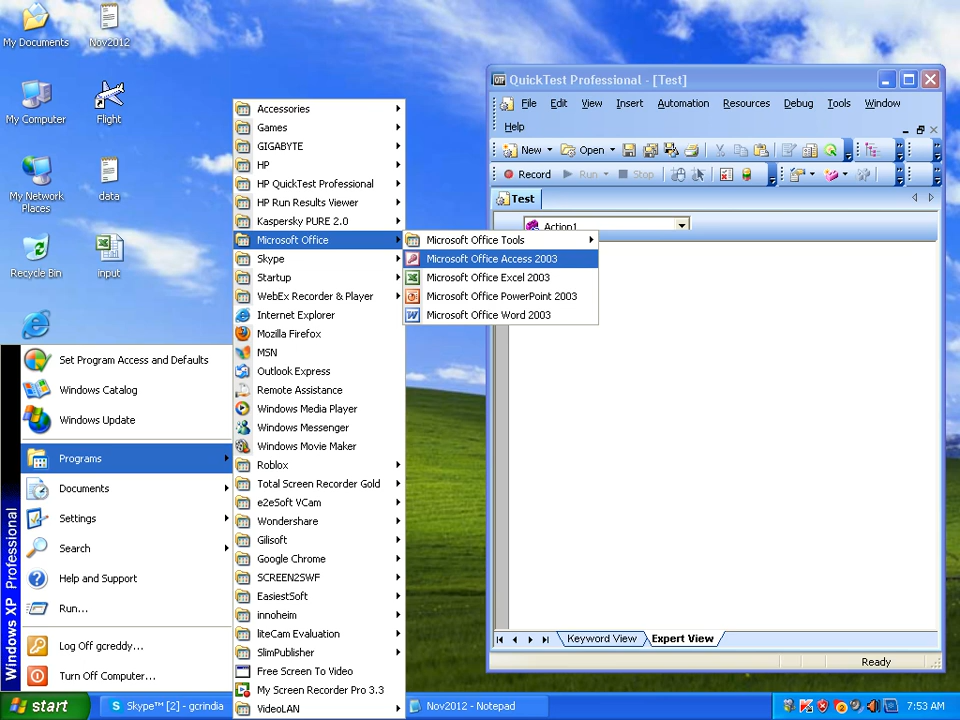 My Documents
Nov2012
My Computer
Flight
My Network
Places
data
Recycle Bin
input
Set Program Access and Defaults
Windows Catalog
Windows Update
Programs
Documents
Settings
Search
Help and Support
Run...
Log Off gcreddy...
Turn Off Computer...
Windows XP Professional
Accessories
Games
GIGABYTE
HP
HP QuickTest Professional
HP Run Results Viewer
Kaspersky PURE 2.0
Microsoft Office
Skype
Startup
WebEx Recorder & Player
Internet Explorer
Mozilla Firefox
MSN
Outlook Express
Remote Assistance
Windows Media Player
Windows Messenger
Windows Movie Maker
Roblox
Total Screen Recorder Gold
e2eSoft VCam
Wondershare
Gilisoft
Google Chrome
SCREEN2SWF
EasiestSoft
innoheim
liteCam Evaluation
SlimPublisher
Free Screen To Video
My Screen Recorder Pro 3.3
VideoLAN
Microsoft Office Tools
Microsoft Office Access 2003
Microsoft Office Excel 2003
Microsoft Office PowerPoint 2003
Microsoft Office Word 2003
QTP QuickTest Professional - [Test]
File Edit View Insert Automation Resources Debug Tools Window
Help
New Open
Record Run Stop
Test
Action1
Keyword View Expert View
Ready
start Skype™ [2] - gcrindia Nov2012 - Notepad 7:53 AM